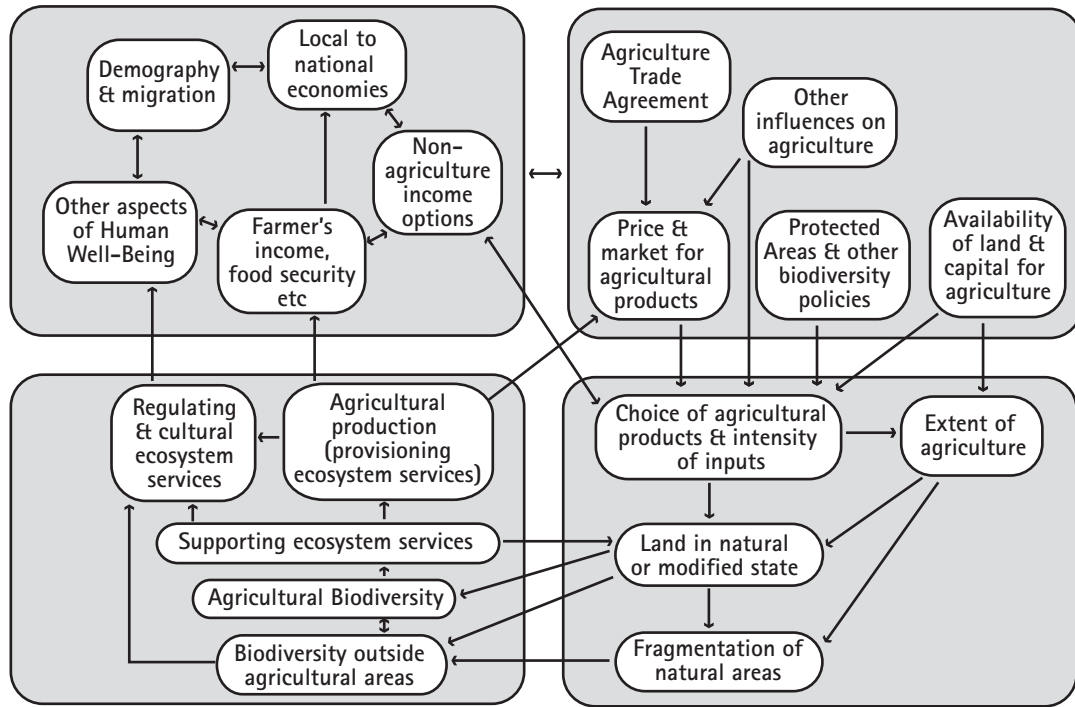 Demography
& migration
Local to
national
economies
Non-
agriculture
income
options
Other aspects
of Human
Well-Being
Farmer's
income,
food security
etc
Agriculture
Trade
Agreement
Other
influences on
agriculture
Price &
market for
agricultural
products
Protected
Areas & other
biodiversity
policies
Availability
of land &
capital for
agriculture
Regulating
& cultural
ecosystem
services
Agricultural
production
(provisioning
ecosystem services)
Supporting ecosystem services
Agricultural Biodiversity
Biodiversity outside
agricultural areas
Choice of agricultural
products & intensity
of inputs
Extent of
agriculture
Land in natural
or modified state
Fragmentation of
natural areas